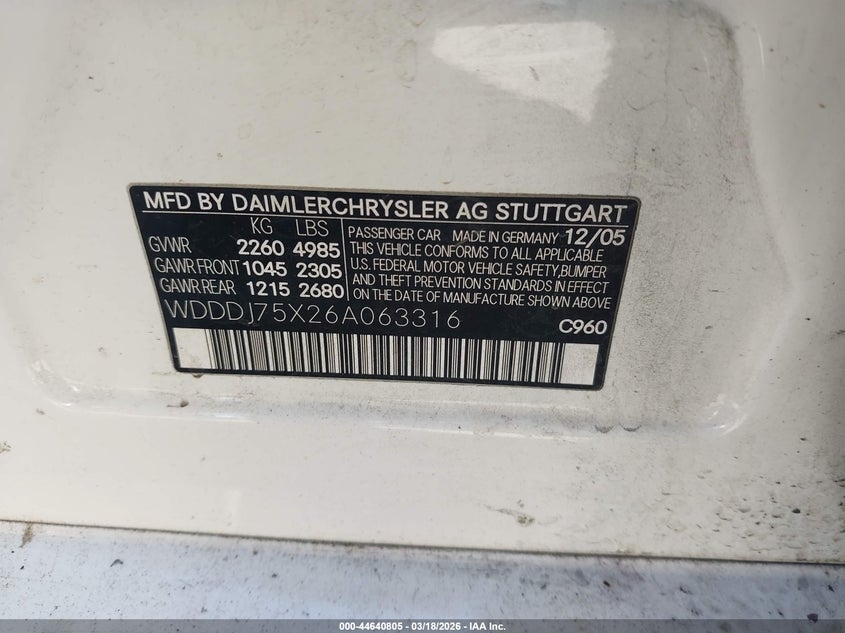 MFD BY DAIMLERCHRYSLER AG STUTTGART
KG LBS
GVWR 2260 4985
GAWR FRONT 1045 2305
GAWR REAR 1215 2680
PASSENGER CAR MADE IN GERMANY 12/05
THIS VEHICLE CONFORMS TO ALL APPLICABLE
U.S. FEDERAL MOTOR VEHICLE SAFETY,BUMPER
AND THEFT PREVENTION STANDARDS IN EFFECT
ON THE DATE OF MANUFACTURE SHOWN ABOVE
WDDDJ75X26A063316
C960
000-44640805 - 03/18/2026 - IAA Inc.